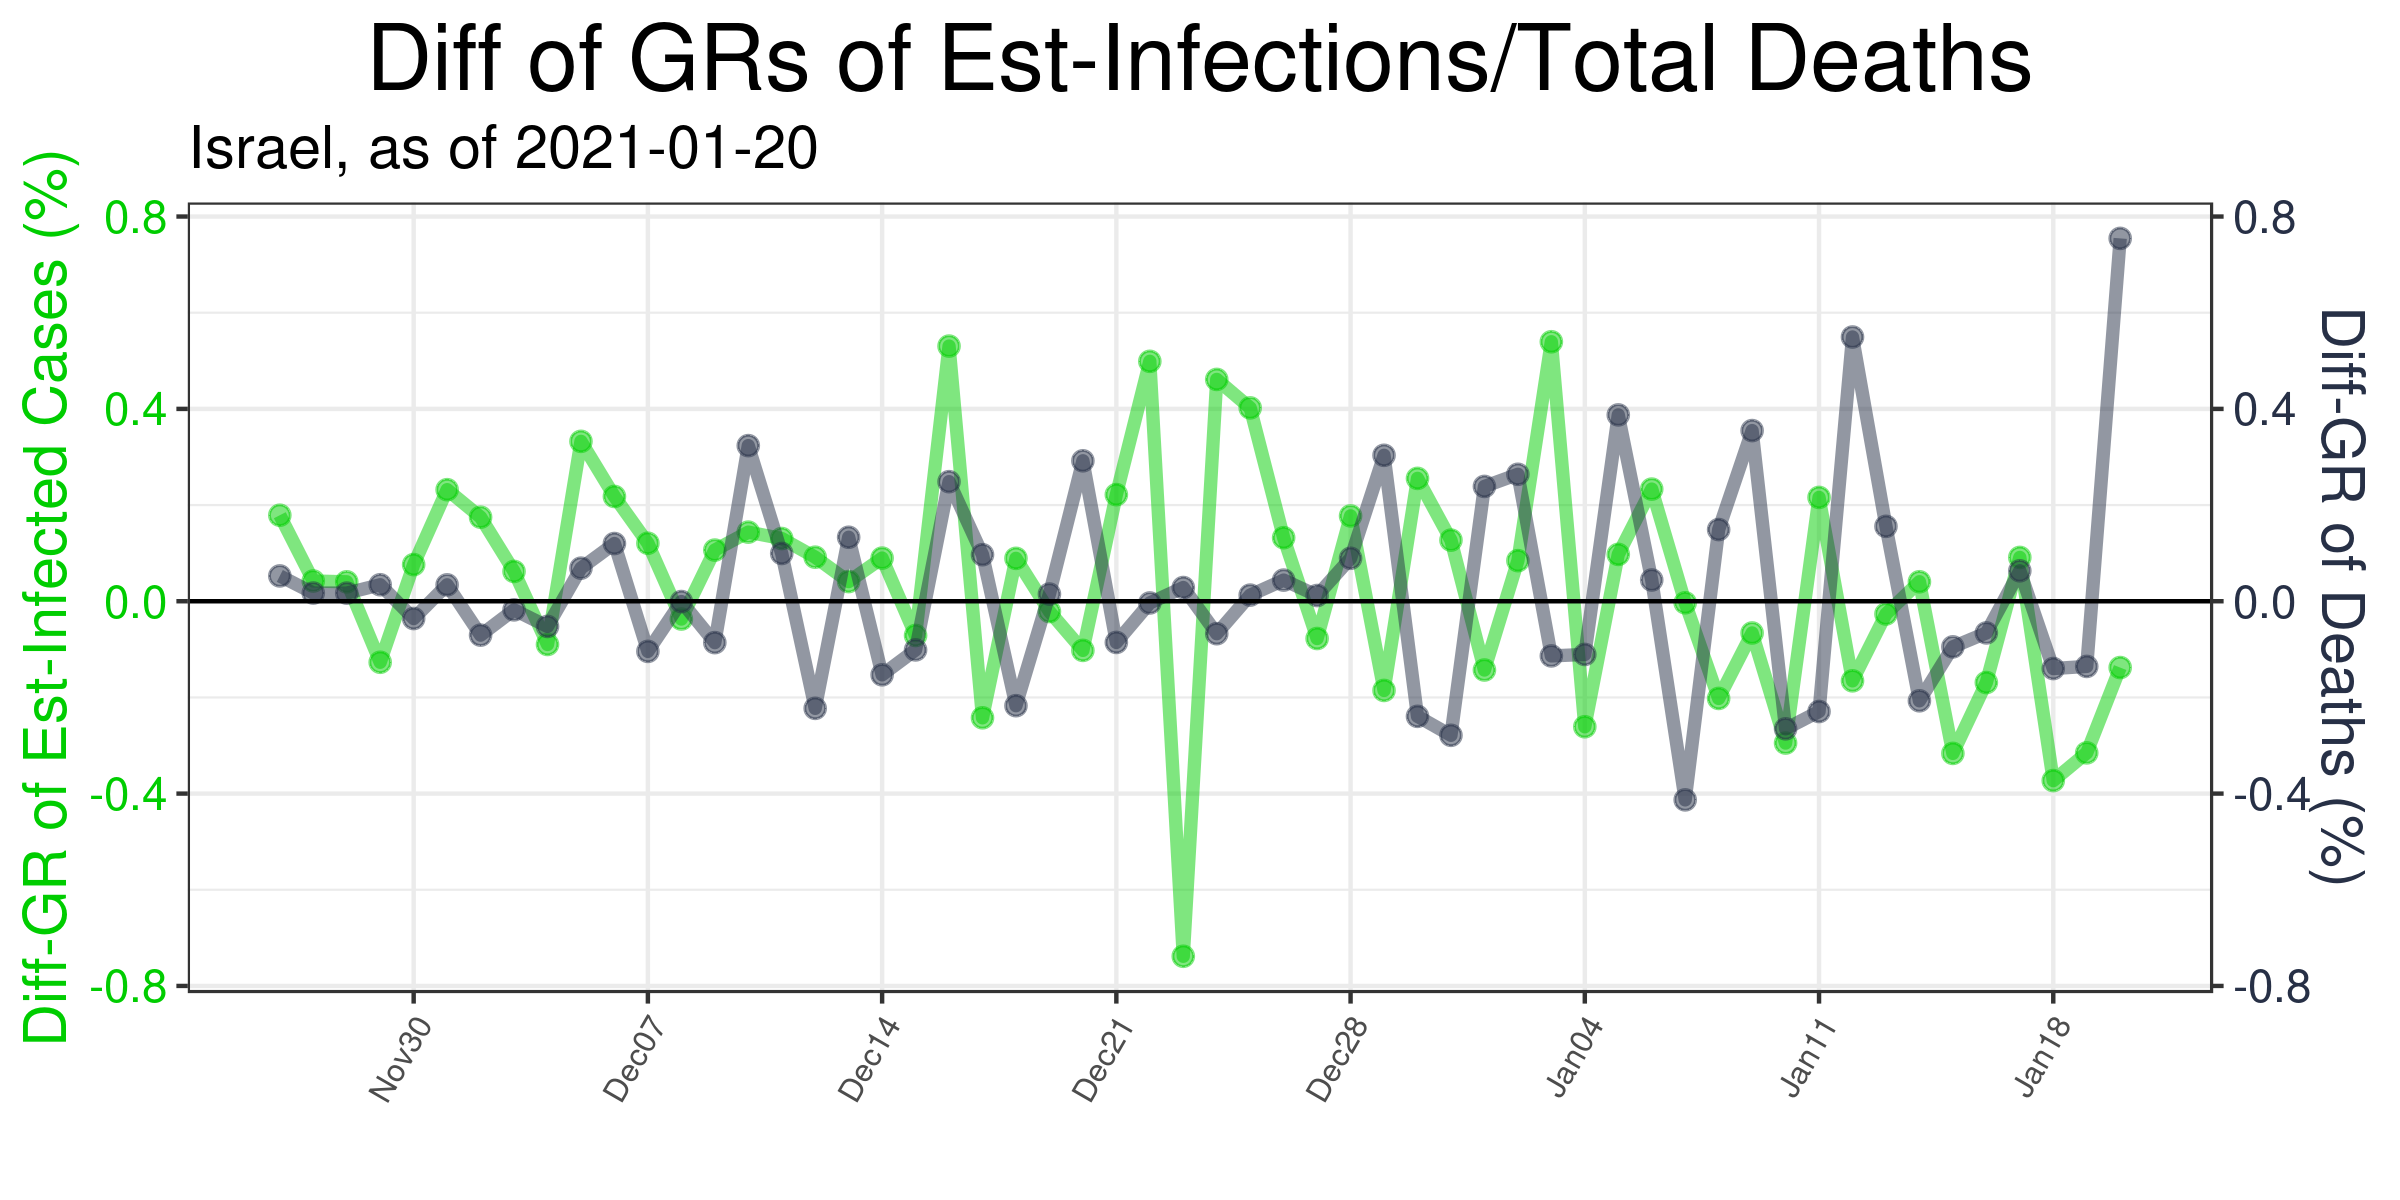 Diff of GRs of Est-Infections/Total Deaths
Israel, as of 2021-01-20
Diff-GR of Est-Infected Cases (%)
0.8
0.4
0.0
-0.4
-0.8
0.8
0.4
0.0
-0.4
-0.8
Diff-GR of Deaths (%)
Nov30
Dec07
Dec14
Dec21
Dec28
Jan04
Jan11
Jan18